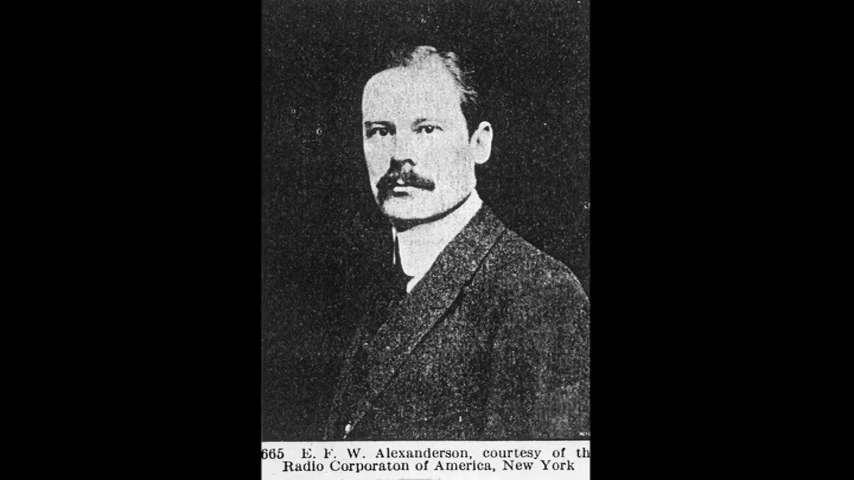 665 E. F. W. Alexanderson, courtesy of th
Radio Corporaton of America, New York